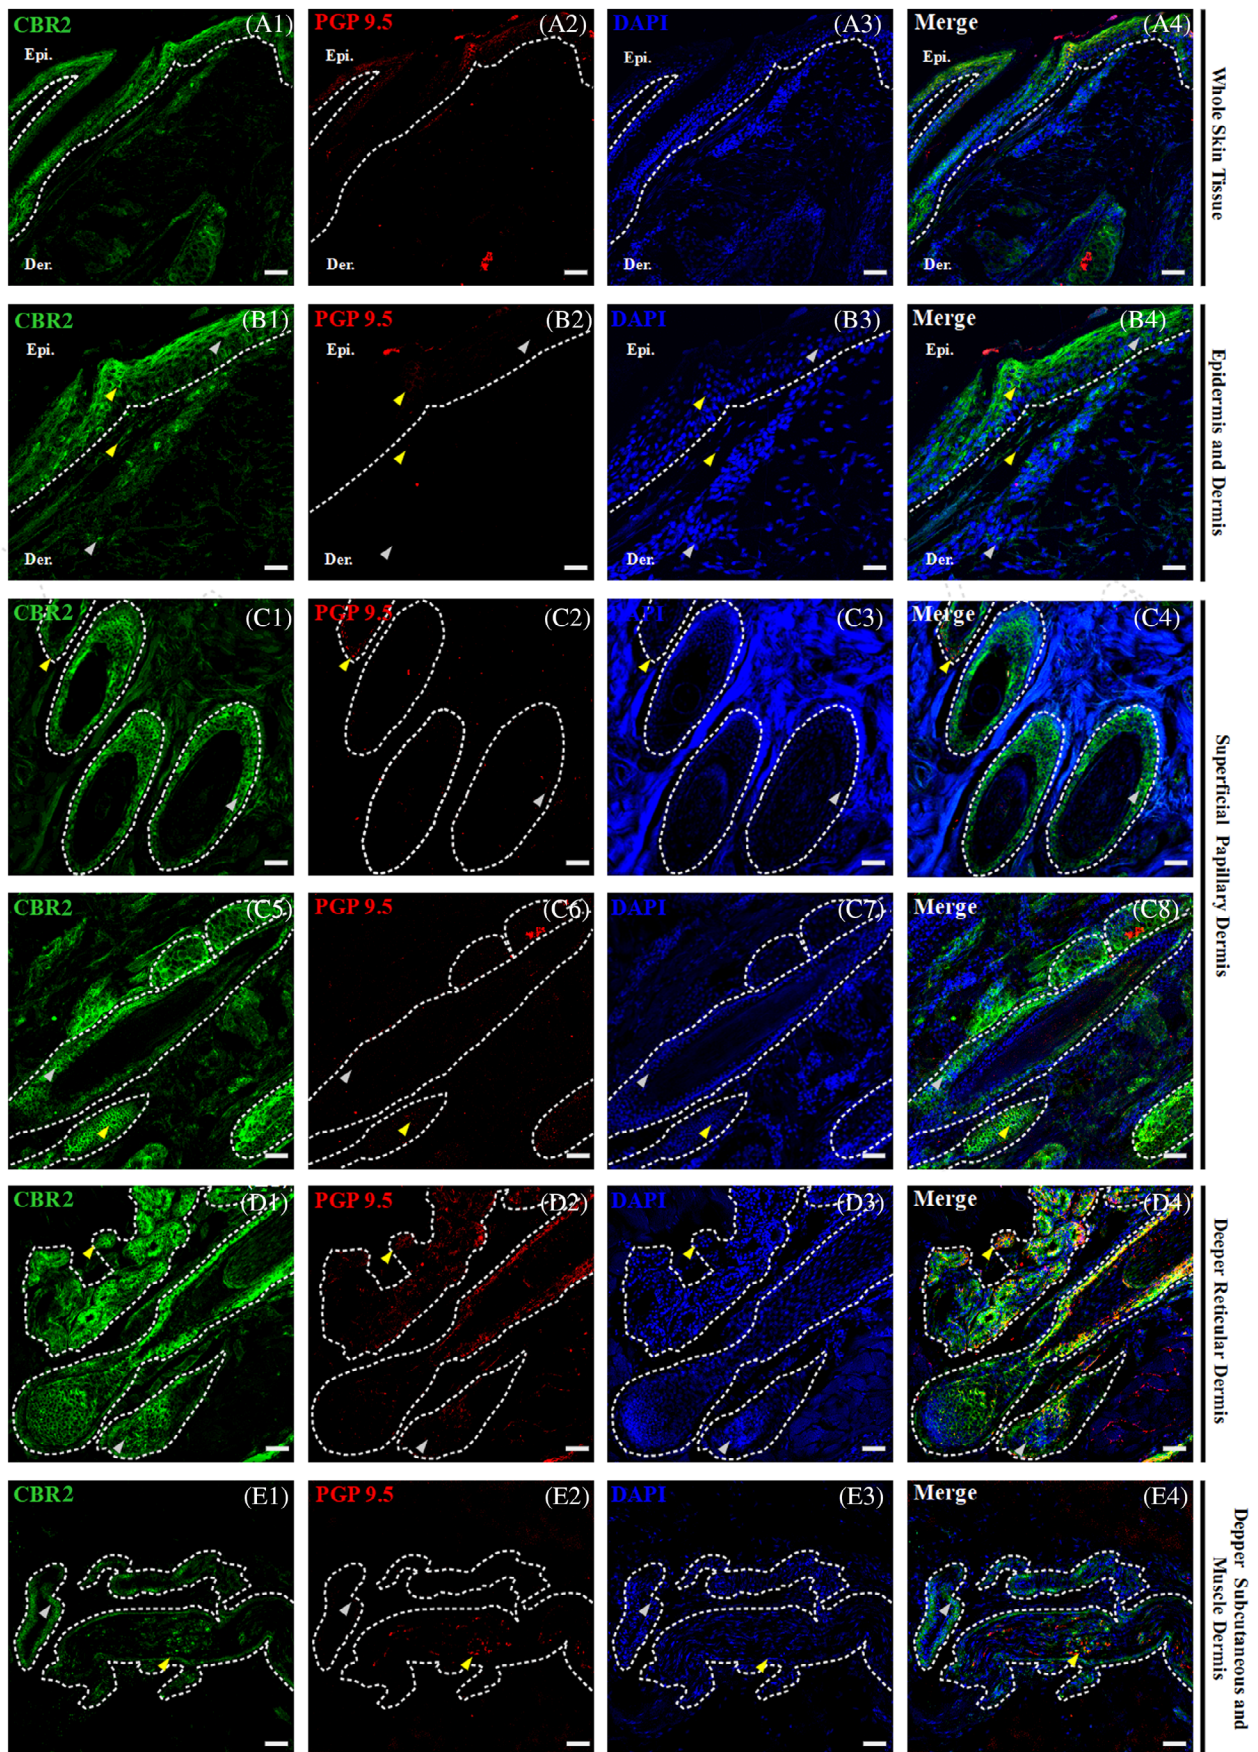 CBR2 (A1)
Epi.
Der.
PGP 9.5 (A2)
Epi.
Der.
DAPI (A3)
Epi.
Der.
Merge (A4)
Epi.
Der.
Whole Skin Tissue
CBR2 (B1)
Epi.
Der.
PGP 9.5 (B2)
Epi.
Der.
DAPI (B3)
Epi.
Der.
Merge (B4)
Epi.
Der.
Epidermis and Dermis
CBR2 (C1)
PGP 9.5 (C2)
DAPI (C3)
Merge (C4)
CBR2 (C5)
PGP 9.5 (C6)
DAPI (C7)
Merge (C8)
Superficial Papillary Dermis
CBR2 (D1)
PGP 9.5 (D2)
DAPI (D3)
Merge (D4)
Deeper Reticular Dermis
CBR2 (E1)
PGP 9.5 (E2)
DAPI (E3)
Merge (E4)
Depper Subcutaneous and
Muscle Dermis